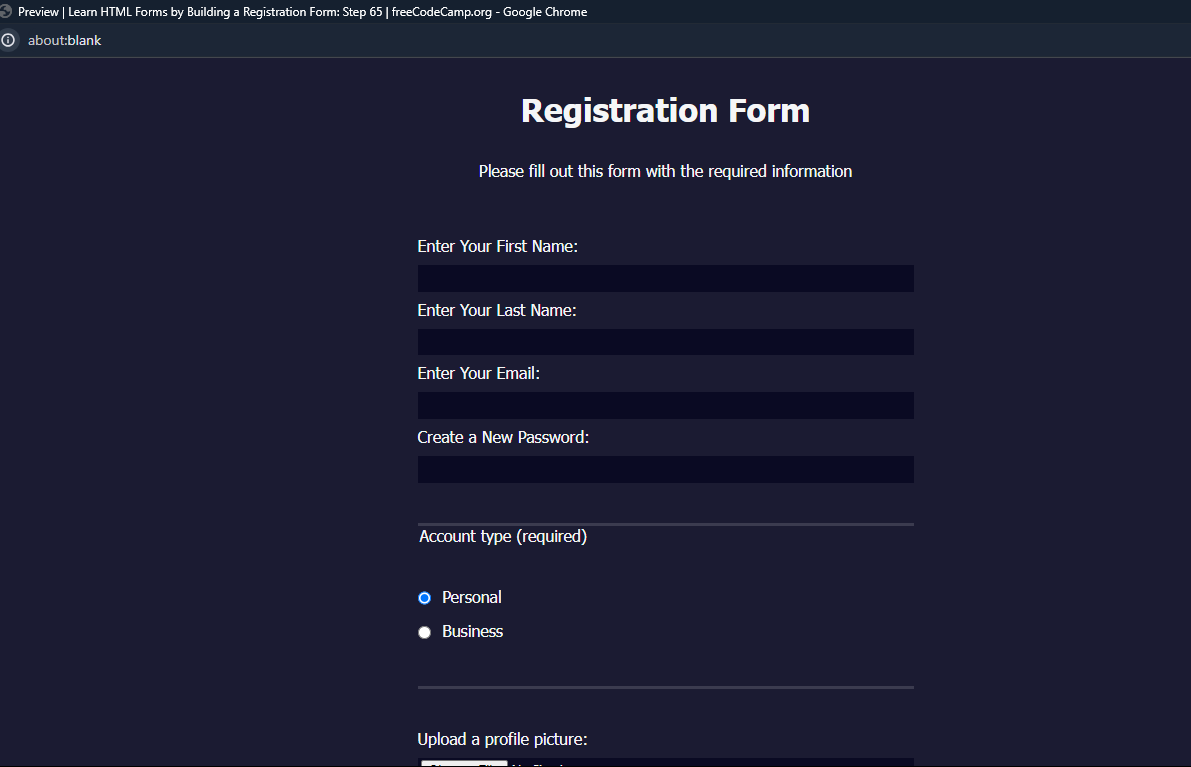 Preview | Learn HTML Forms by Building a Registration Form: Step 65 | freeCodeCamp.org - Google Chrome
about:blank
Registration Form
Please fill out this form with the required information
Enter Your First Name:
Enter Your Last Name:
Enter Your Email:
Create a New Password:
Account type (required)
Personal
Business
Upload a profile picture: